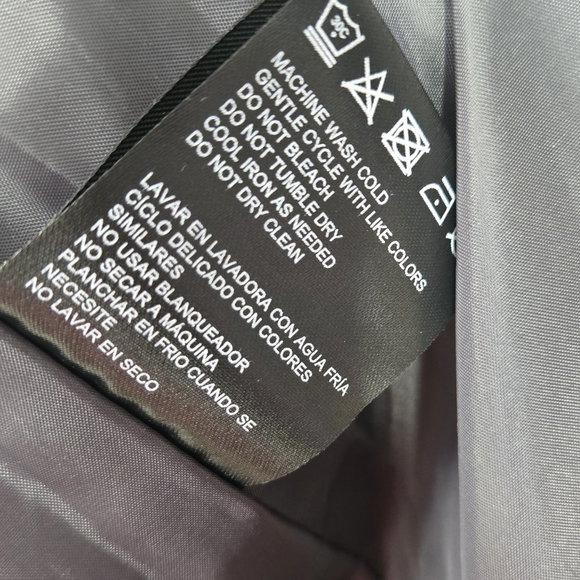 30C
MACHINE WASH COLD
GENTLE CYCLE WITH LIKE COLORS
DO NOT BLEACH
DO NOT TUMBLE DRY
COOL IRON AS NEEDED
DO NOT DRY CLEAN
LAVAR EN LAVADORA CON AGUA FRÍA
CICLO DELICADO CON COLORES
SIMILARES
NO USAR BLANQUEADOR
NO SECAR A MÁQUINA
PLANCHAR EN FRIO CUANDO SE
NECESITE
NO LAVAR EN SECO